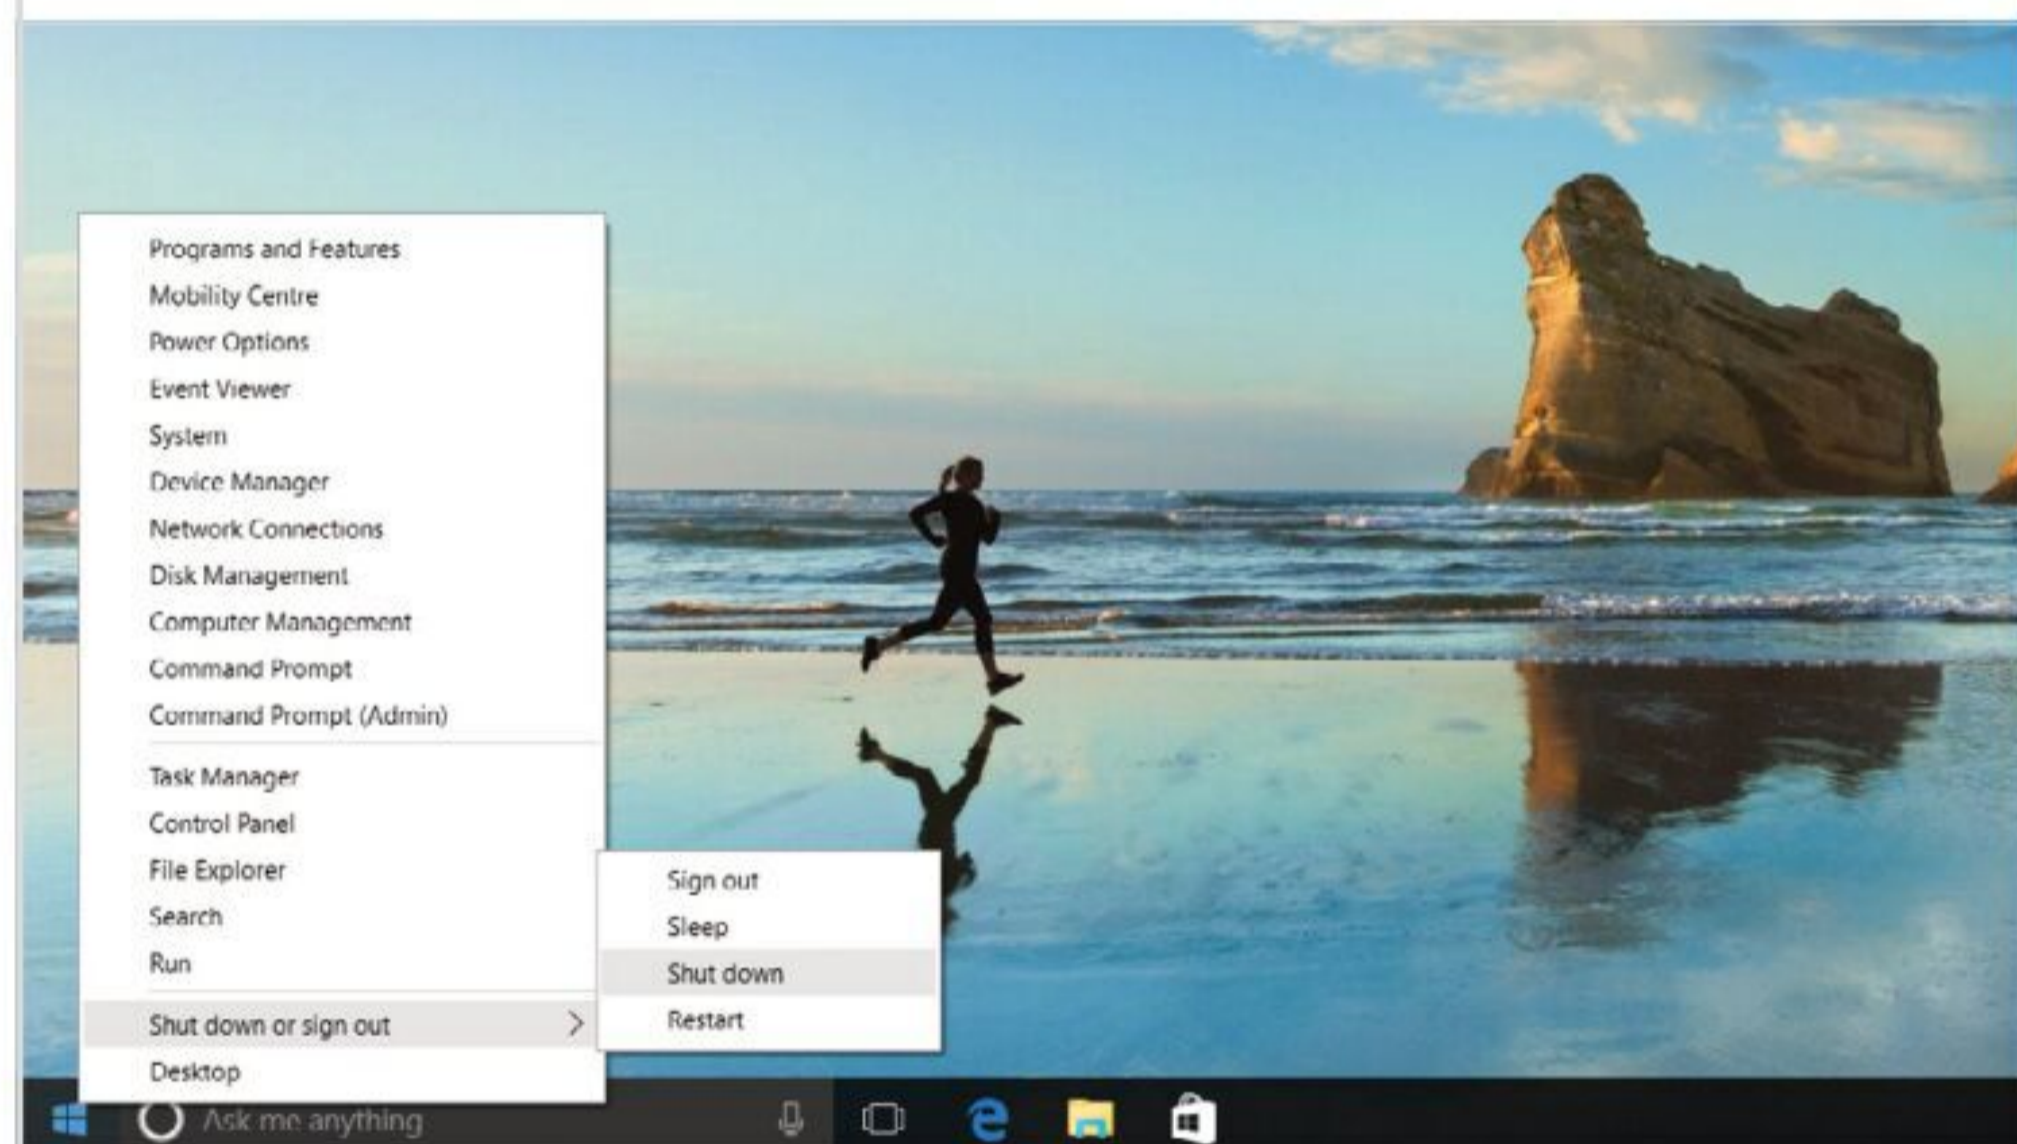 Programs and Features
Mobility Centre
Power Options
Event Viewer
System
Device Manager
Network Connections
Disk Management
Computer Management
Command Prompt
Command Prompt (Admin)
Task Manager
Control Panel
File Explorer
Search
Run
Shut down or sign out
Desktop
Sign out
Sleep
Shut down
Restart
Ask me anything